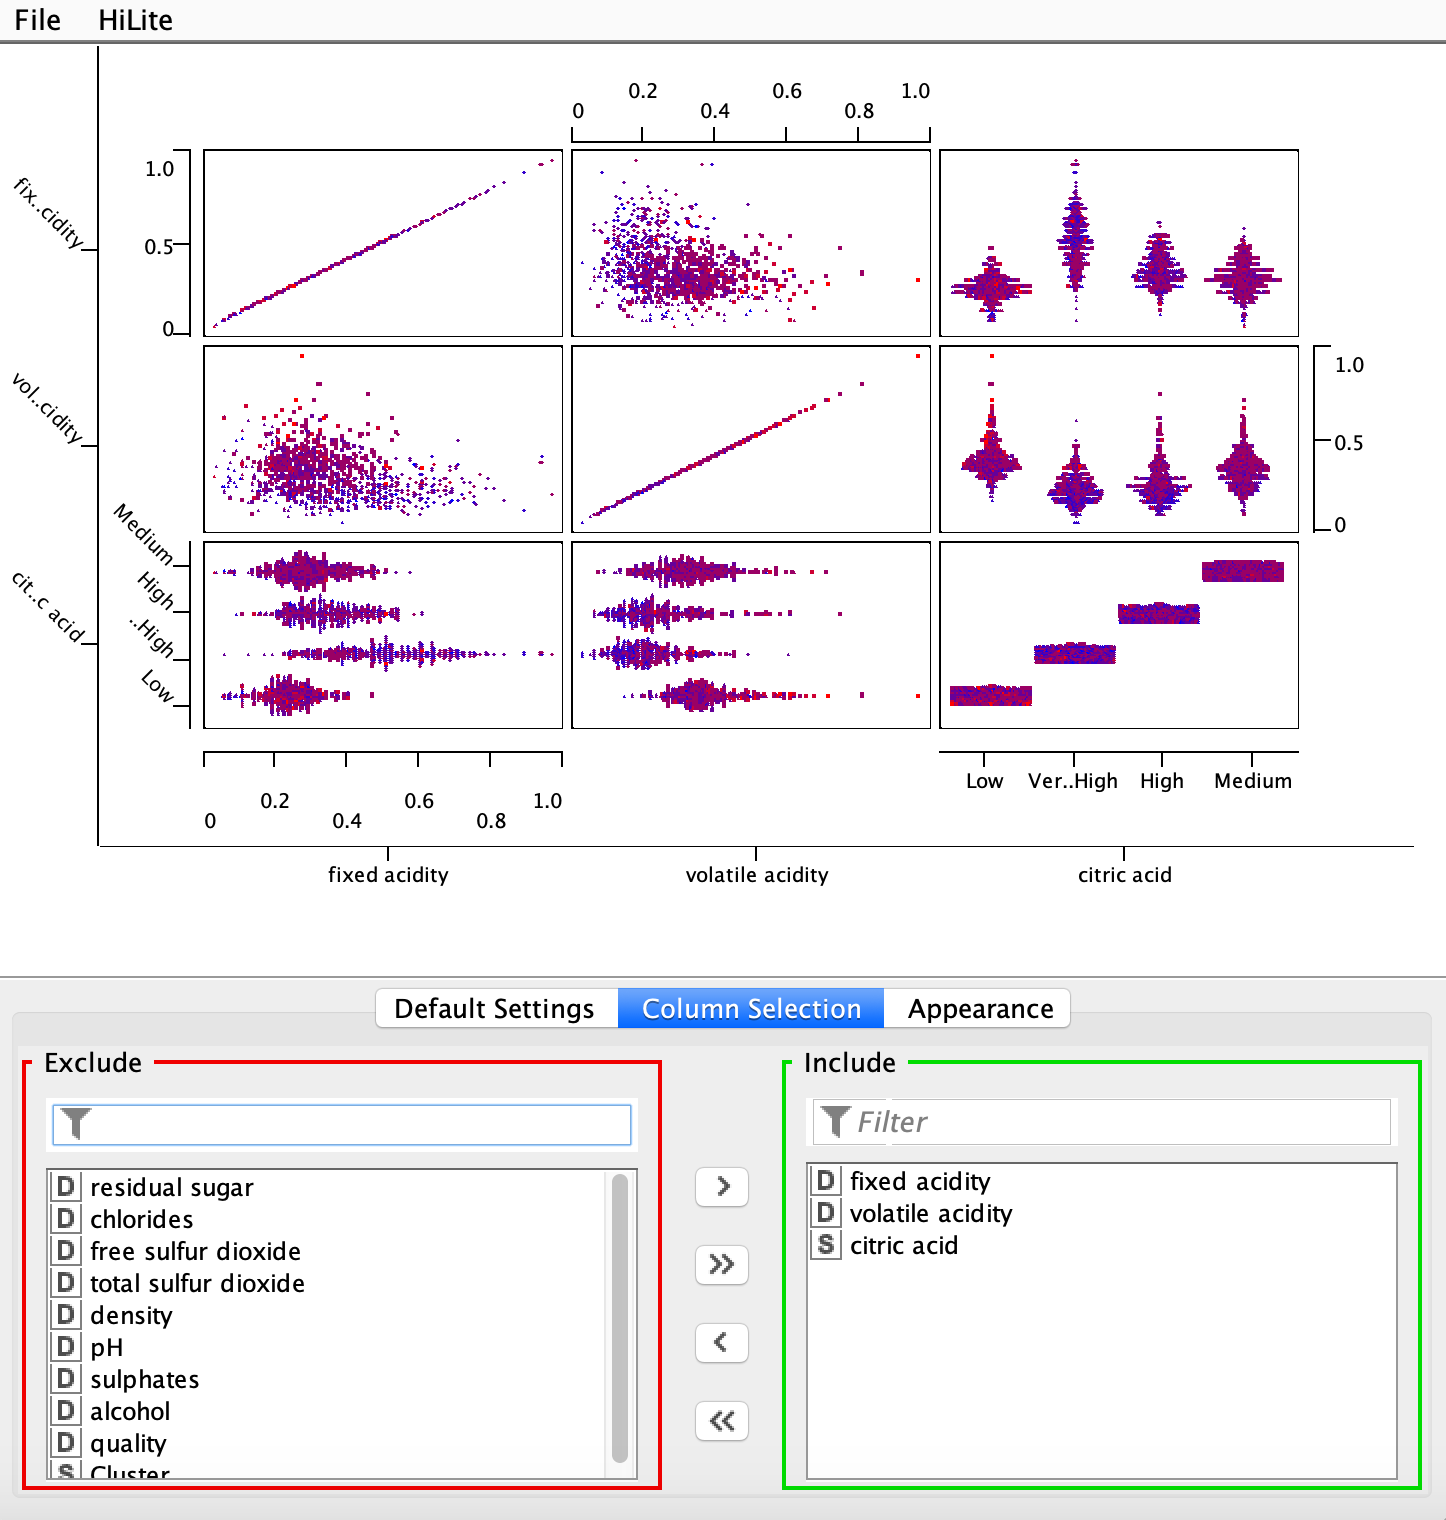 File HiLite
0.2 0.6 1.0
0 0.4 0.8
fix..cidity
1.0
0.5
0
vol..cidity
1.0
0.5
0
cit..c acid
Medium
High
..High
Low
0.2 0.6 1.0
0 0.4 0.8
Low Ver..High High Medium
fixed acidity volatile acidity citric acid
Default Settings Column Selection Appearance
Exclude
D residual sugar
D chlorides
D free sulfur dioxide
D total sulfur dioxide
D density
D pH
D sulphates
D alcohol
D quality
S Cluster
>
>>
<
<<
Include
Filter
D fixed acidity
D volatile acidity
S citric acid